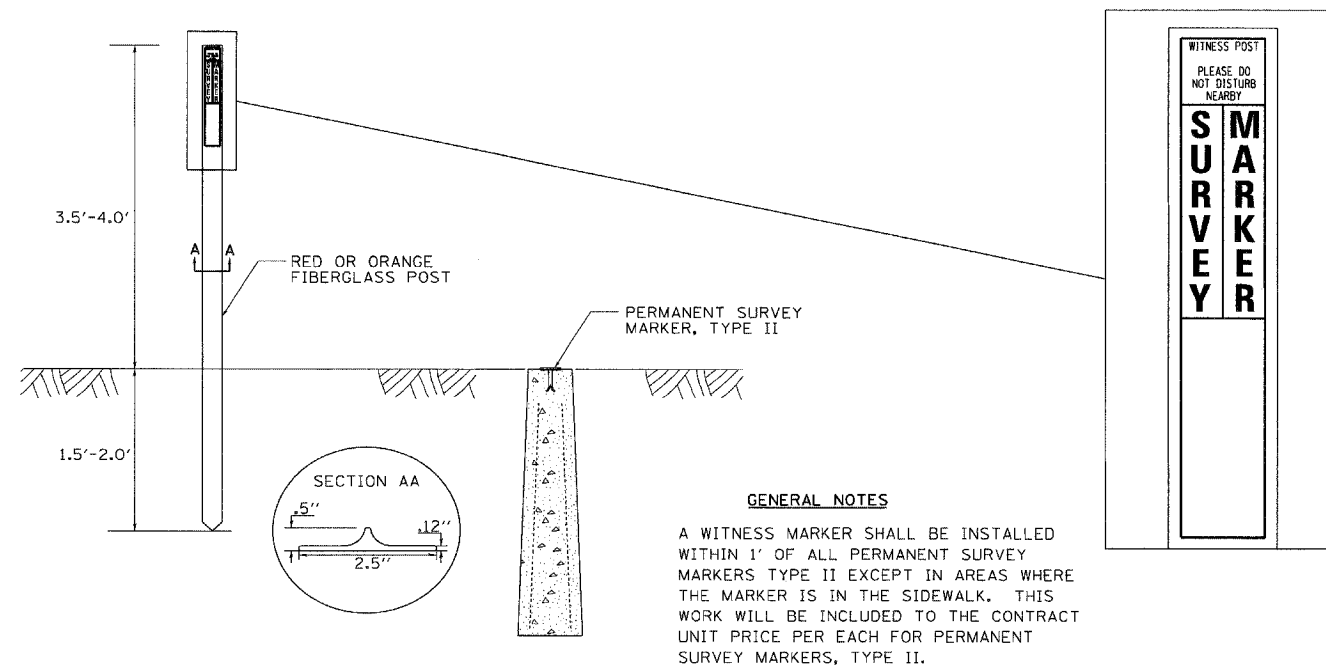 3.5'-4.0'
A A
RED OR ORANGE
FIBERGLASS POST
PERMANENT SURVEY
MARKER, TYPE II
1.5'-2.0'
SECTION AA
.5"
.12"
2.5"
WITNESS POST
PLEASE DO
NOT DISTURB
NEARBY
SURVEY
MARKER
GENERAL NOTES
A WITNESS MARKER SHALL BE INSTALLED
WITHIN 1' OF ALL PERMANENT SURVEY
MARKERS TYPE II EXCEPT IN AREAS WHERE
THE MARKER IS IN THE SIDEWALK. THIS
WORK WILL BE INCLUDED TO THE CONTRACT
UNIT PRICE PER EACH FOR PERMANENT
SURVEY MARKERS, TYPE II.